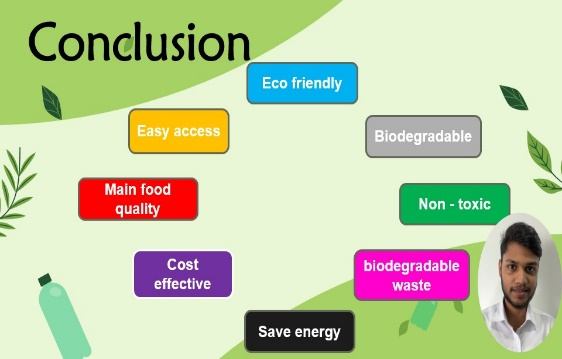 Conclusion
Eco friendly
Easy access
Biodegradable
Main food
quality
Non - toxic
Cost
effective
biodegradable
waste
Save energy